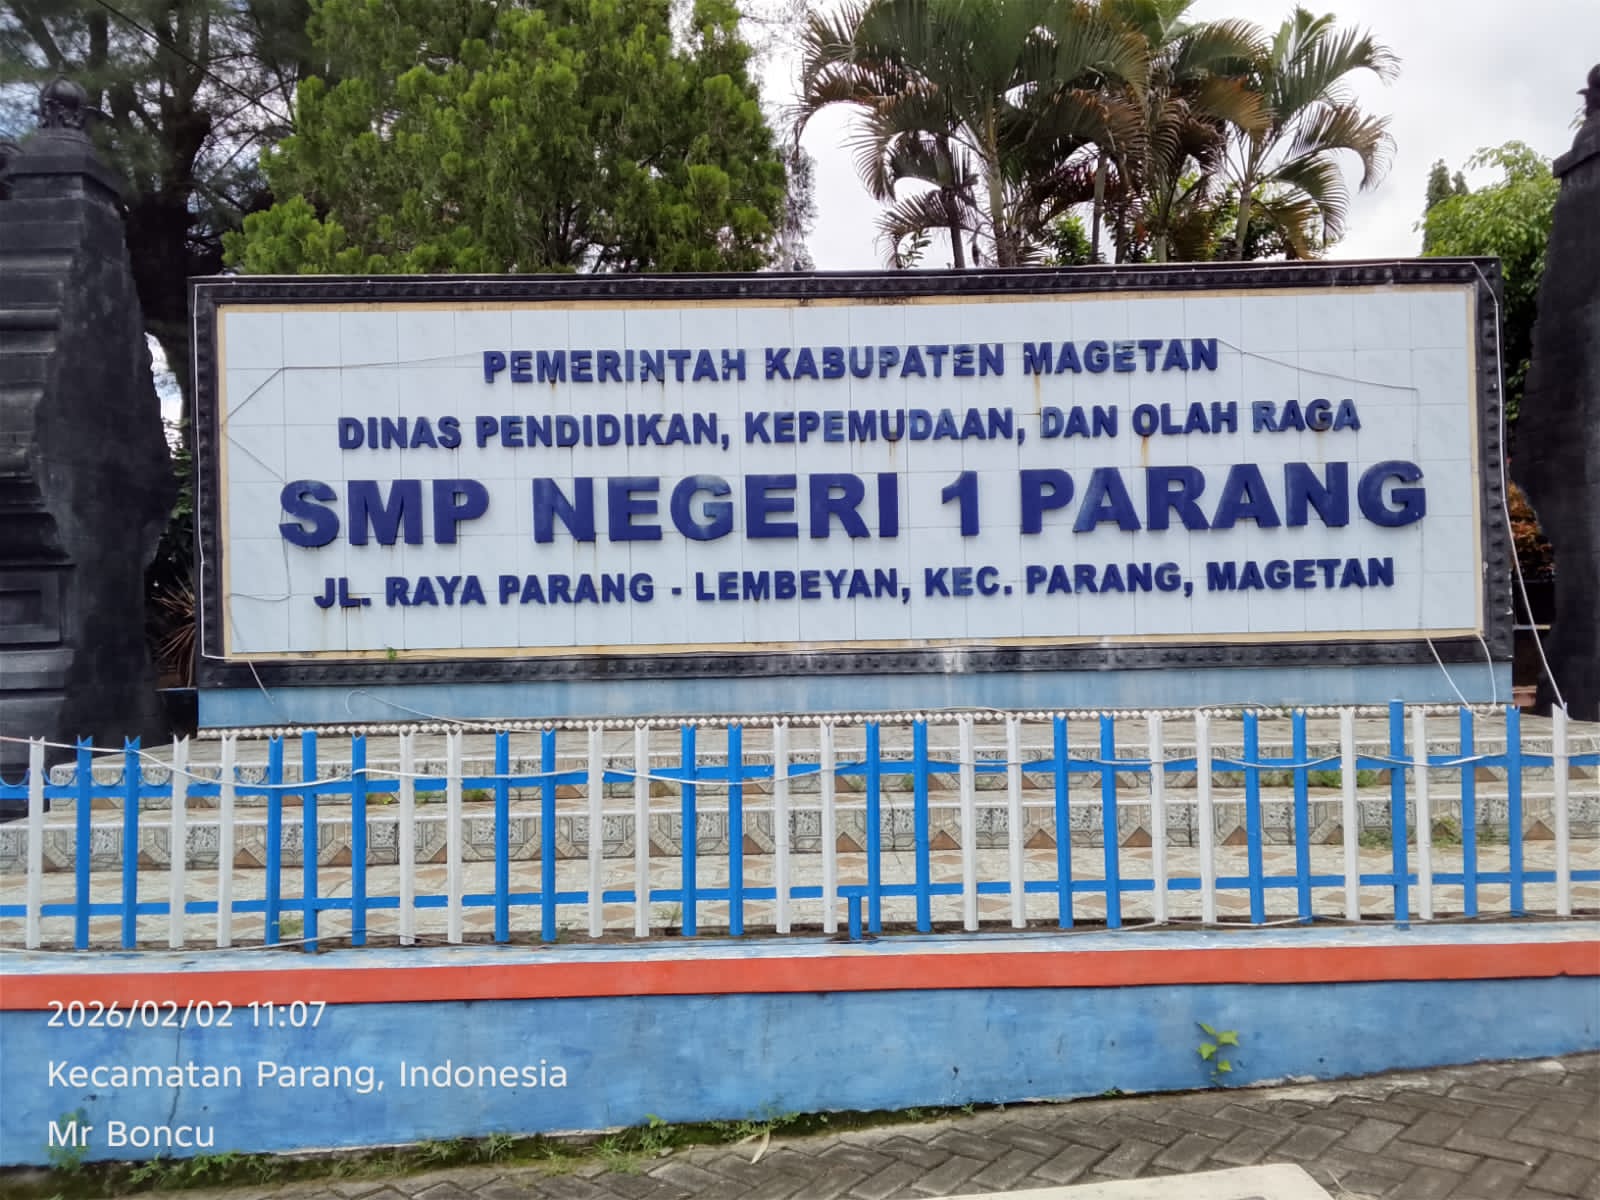 PEMERINTAH KABUPATEN MAGETAN
DINAS PENDIDIKAN, KEPEMUDAAN, DAN OLAH RAGA
SMP NEGERI 1 PARANG
JL. RAYA PARANG - LEMBEYAN, KEC. PARANG, MAGETAN
2026/02/02 11:07
Kecamatan Parang, Indonesia
Mr Boncu